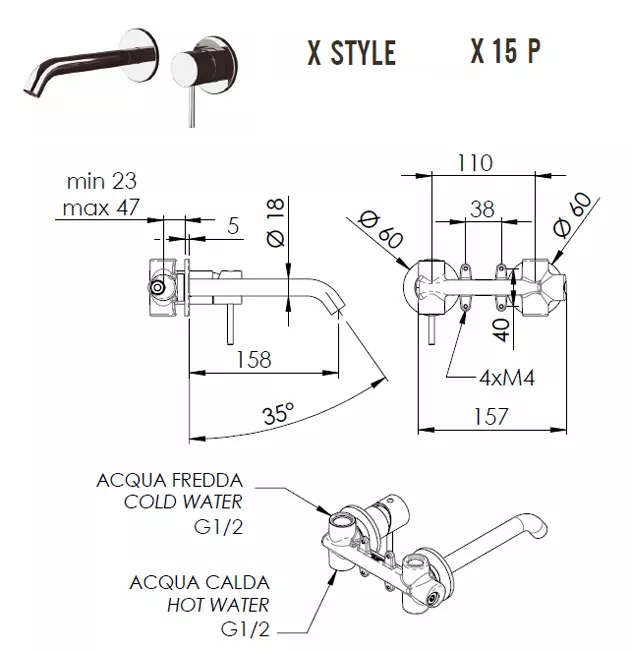 X STYLE X 15 P
110
min 23
max 47
38
5
Ø 18
Ø 60
Ø 60
40
158
4xM4
35°
157
ACQUA FREDDA
COLD WATER
G1/2
ACQUA CALDA
HOT WATER
G1/2